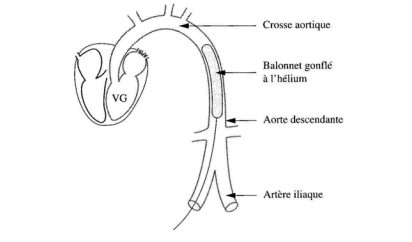 Crosse aortique
Balonnet gonflé
à l'hélium
VG
Aorte descendante
Artère iliaque